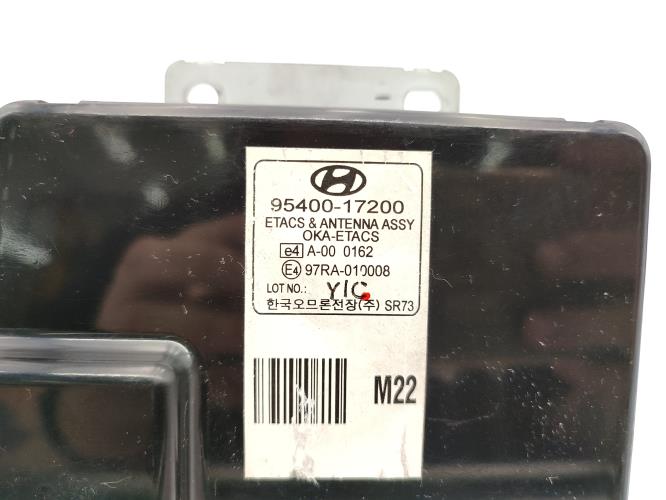 95400-17200
ETACS & ANTENNA ASSY
OKA-ETACS
e4 A-00 0162
E4 97RA-010008
LOT NO.: Y1C
한국오므론전장(주) SR73
M22